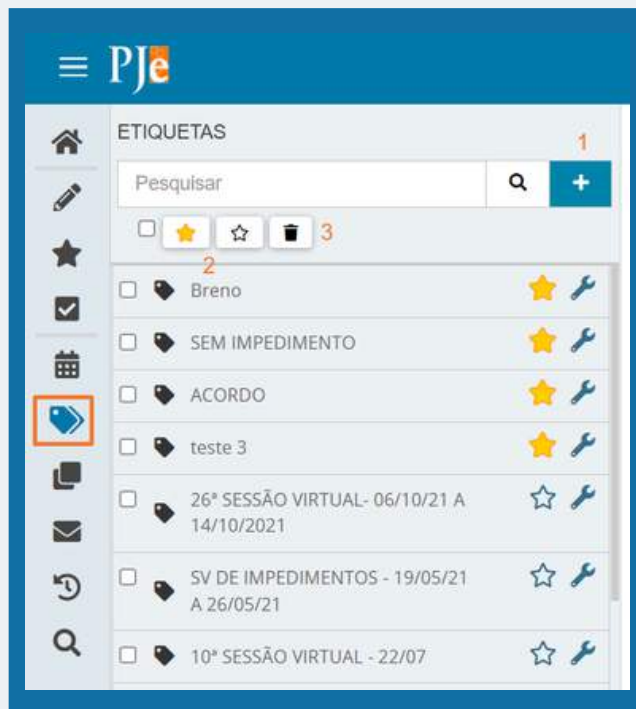 PJe
ETIQUETAS
1
Pesquisar
3
2
Breno
SEM IMPEDIMENTO
ACORDO
teste 3
26ª SESSÃO VIRTUAL- 06/10/21 A
14/10/2021
SV DE IMPEDIMENTOS - 19/05/21
A 26/05/21
10ª SESSÃO VIRTUAL - 22/07